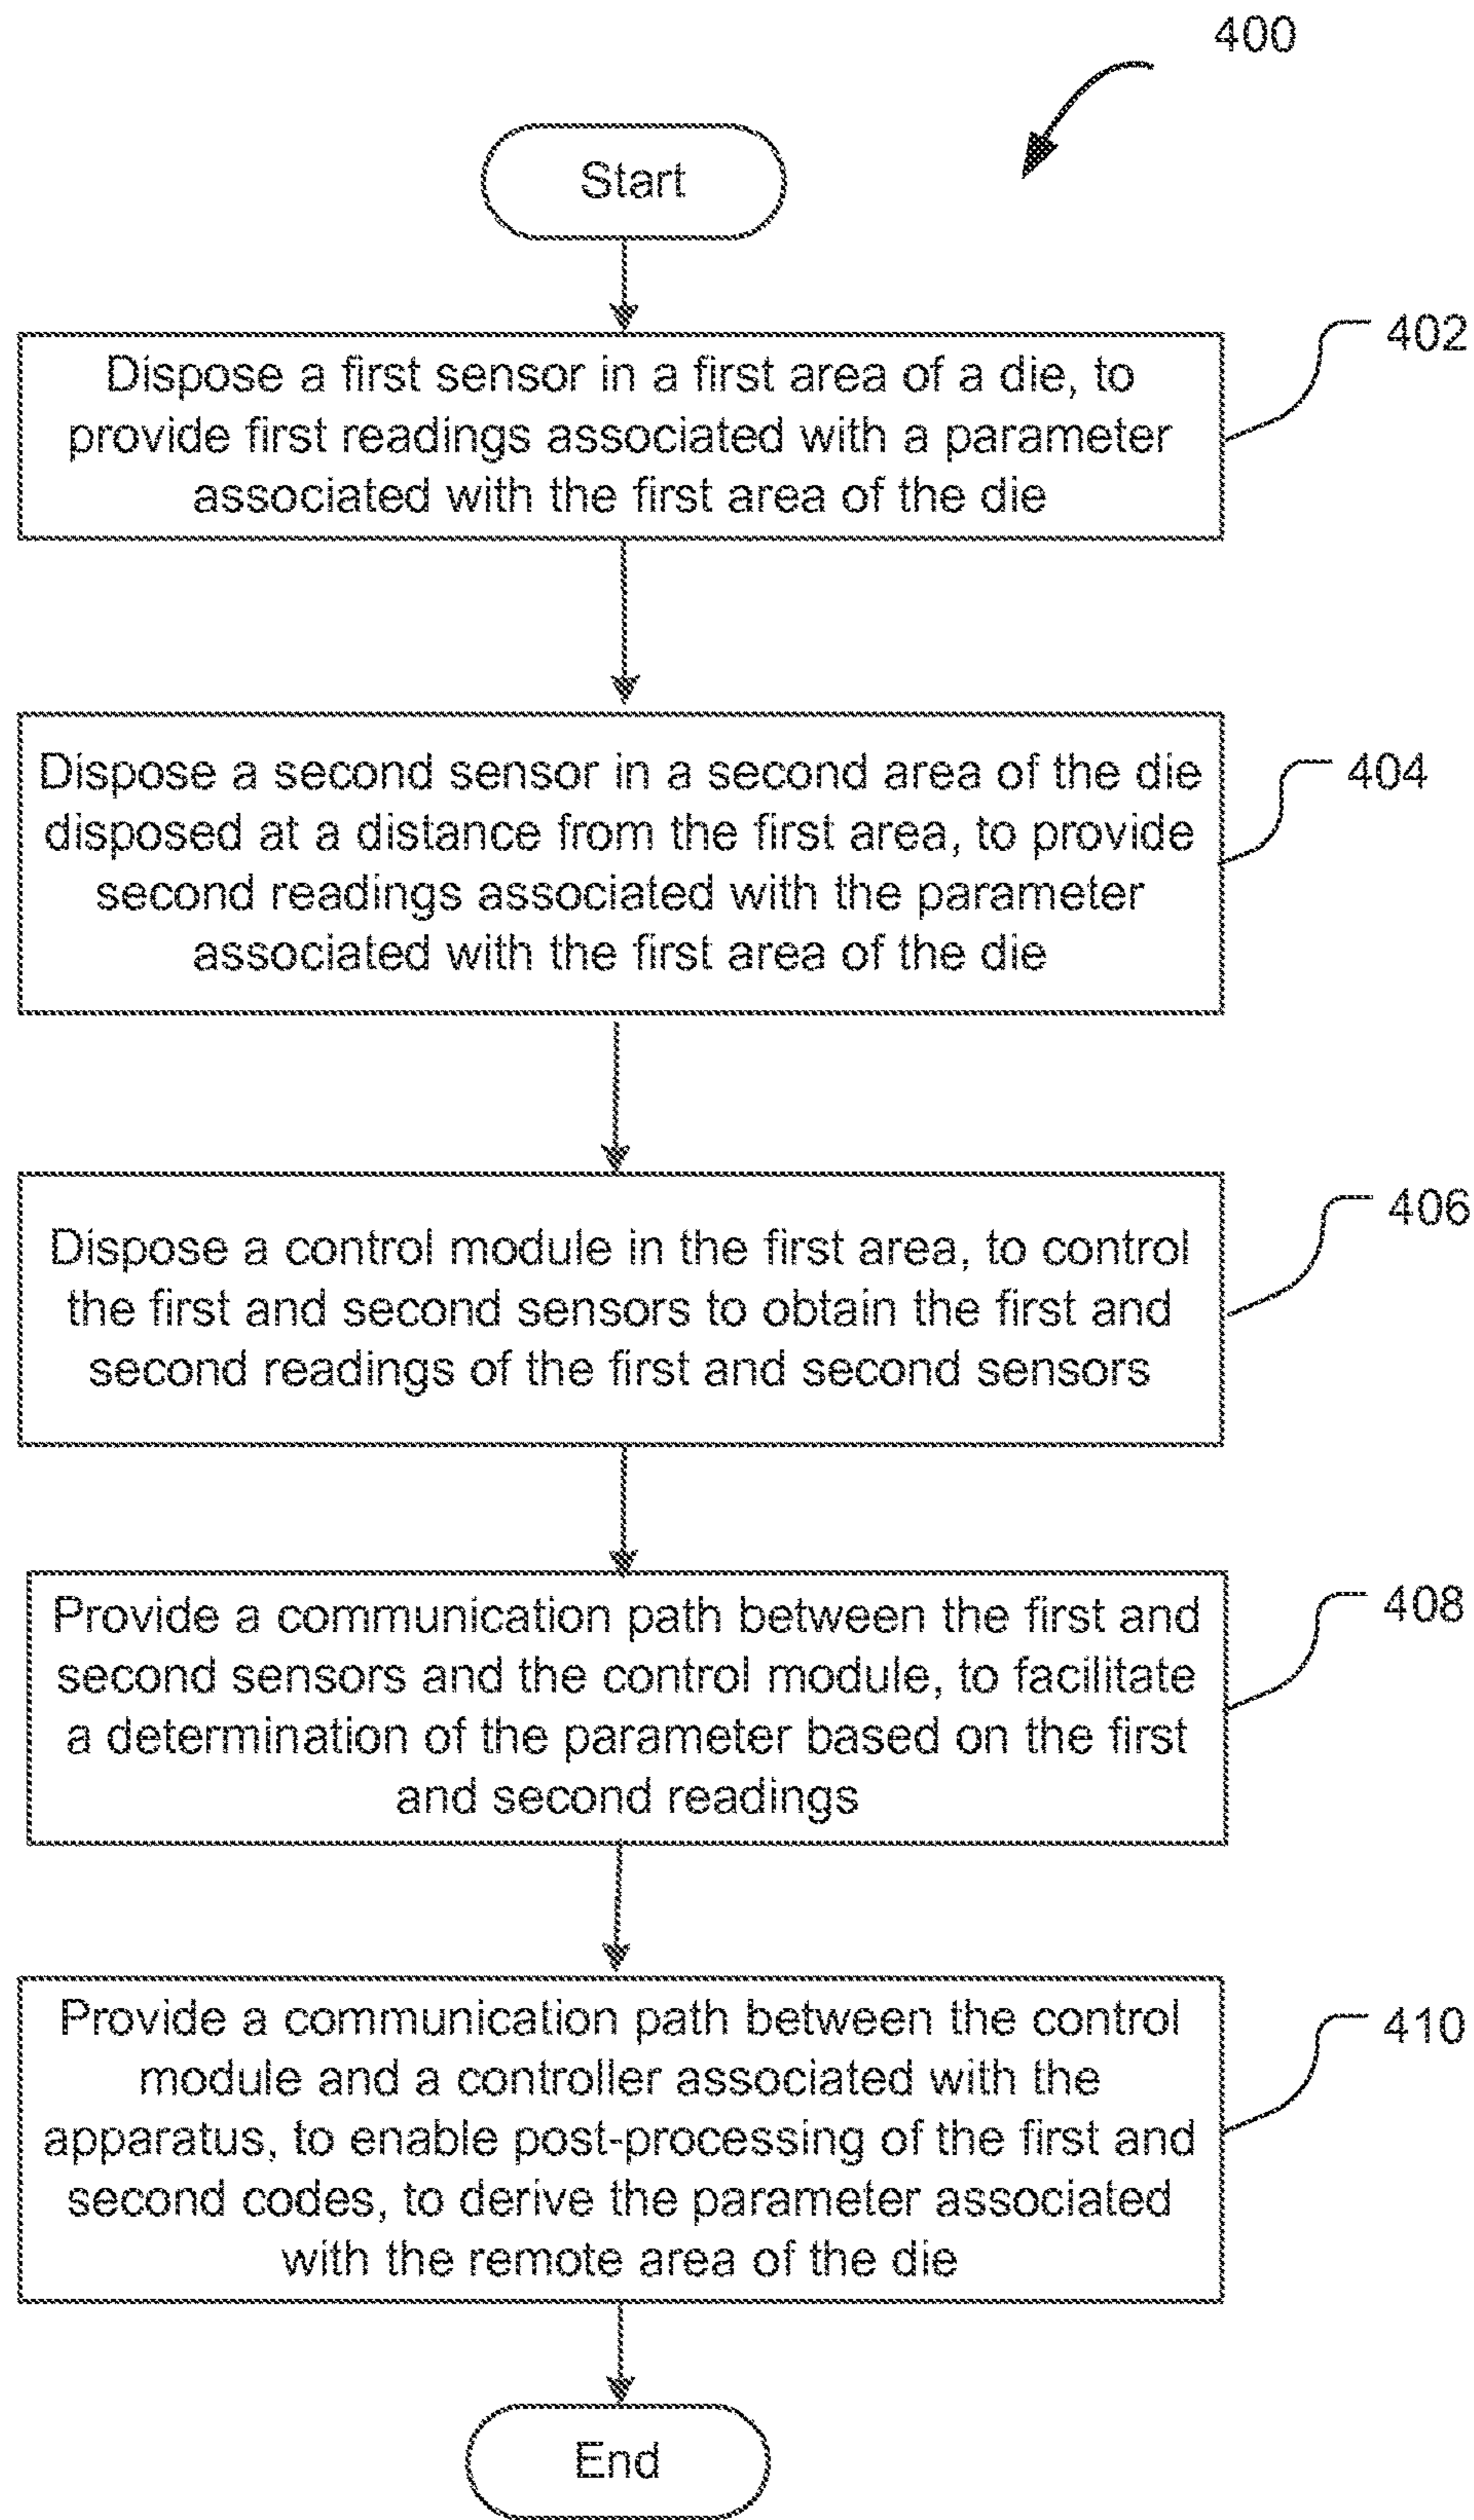 400
Start
402
Dispose a first sensor in a first area of a die, to
provide first readings associated with a parameter
associated with the first area of the die
404
Dispose a second sensor in a second area of the die
disposed at a distance from the first area, to provide
second readings associated with the parameter
associated with the first area of the die
406
Dispose a control module in the first area, to control
the first and second sensors to obtain the first and
second readings of the first and second sensors
408
Provide a communication path between the first and
second sensors and the control module, to facilitate
a determination of the parameter based on the first
and second readings
410
Provide a communication path between the control
module and a controller associated with the
apparatus, to enable post-processing of the first and
second codes, to derive the parameter associated
with the remote area of the die
End